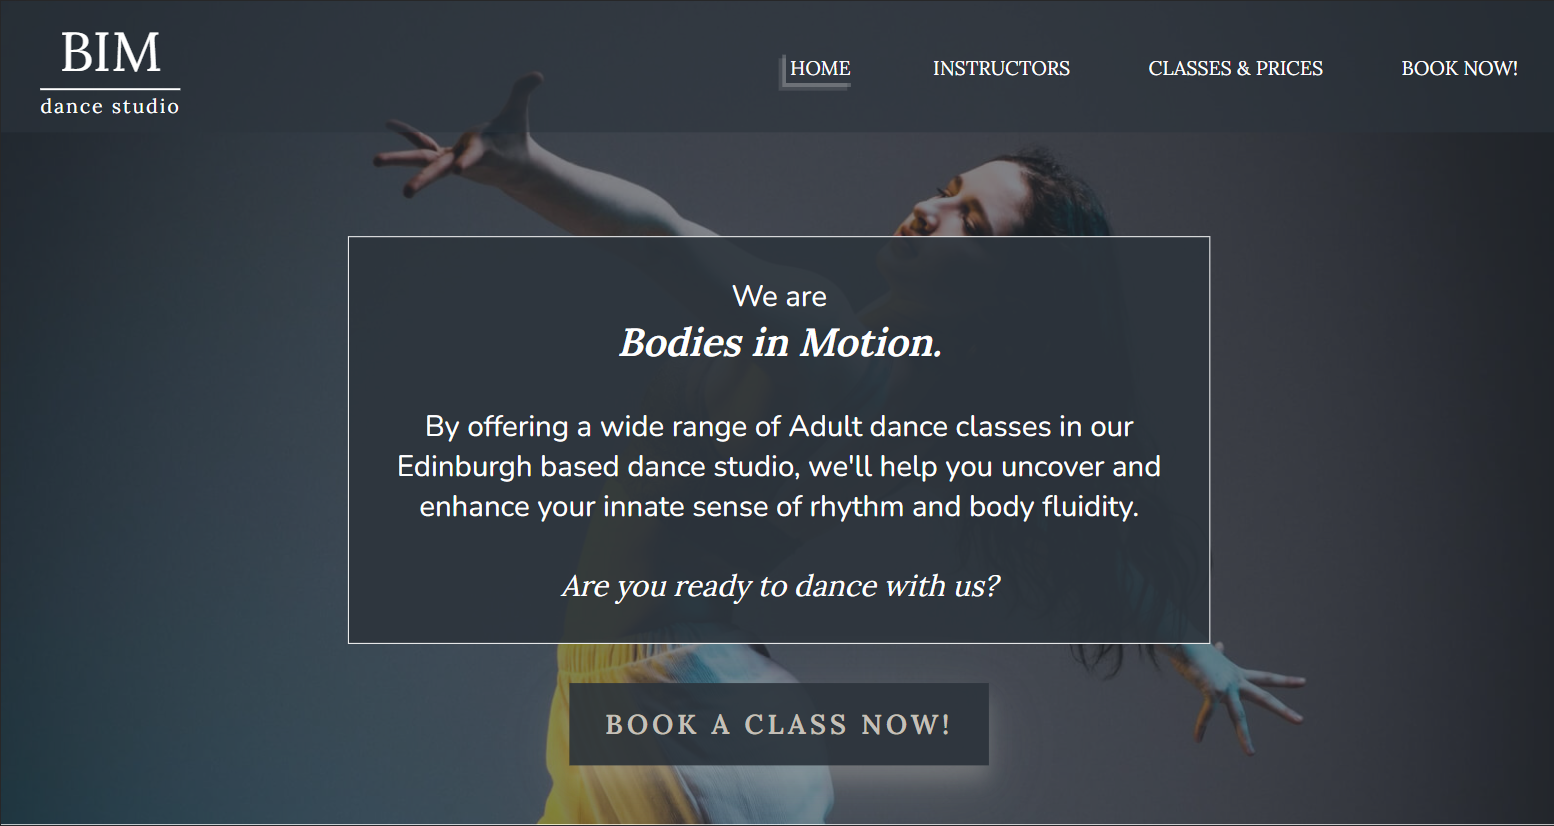 BIM
dance studio
HOME
INSTRUCTORS
CLASSES & PRICES
BOOK NOW!
We are
Bodies in Motion.
By offering a wide range of Adult dance classes in our
Edinburgh based dance studio, we'll help you uncover and
enhance your innate sense of rhythm and body fluidity.
Are you ready to dance with us?
BOOK A CLASS NOW!